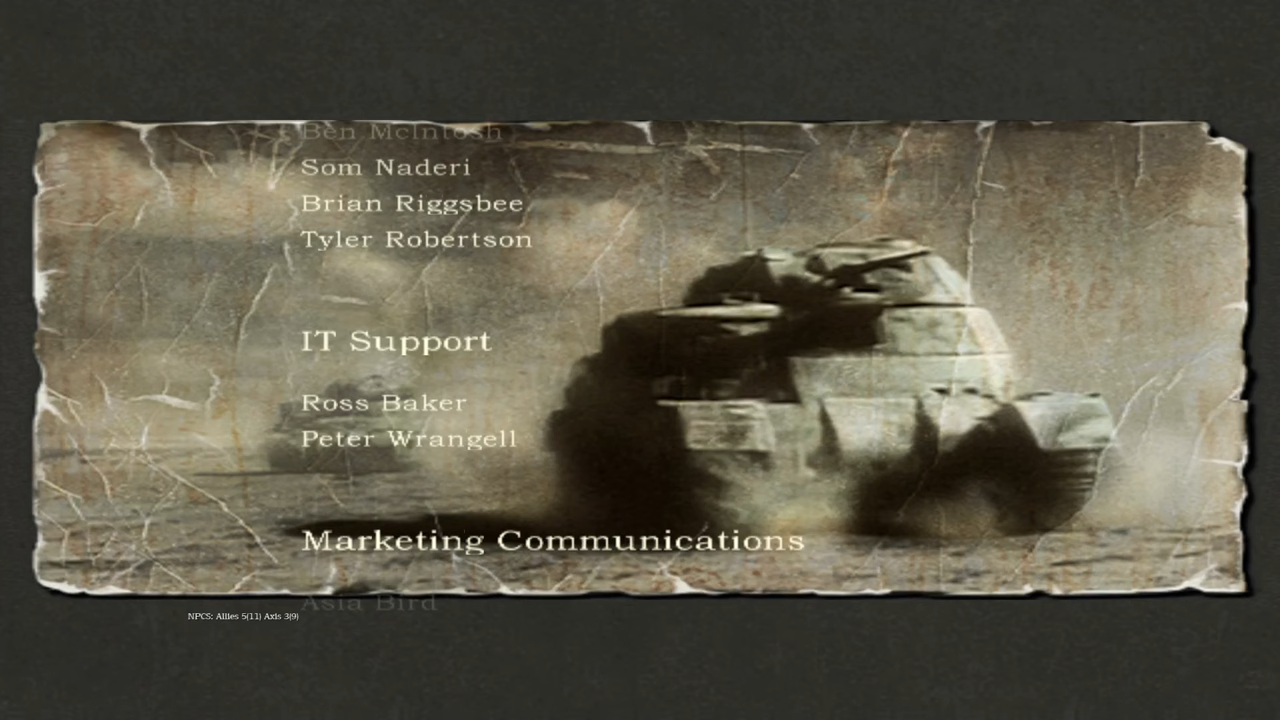 Ben McIntosh
Som Naderi
Brian Riggsbee
Tyler Robertson
IT Support
Ross Baker
Peter Wrangell
Marketing Communications
Asia Bird
NPCS: Allies 5(11) Axis 3(9)